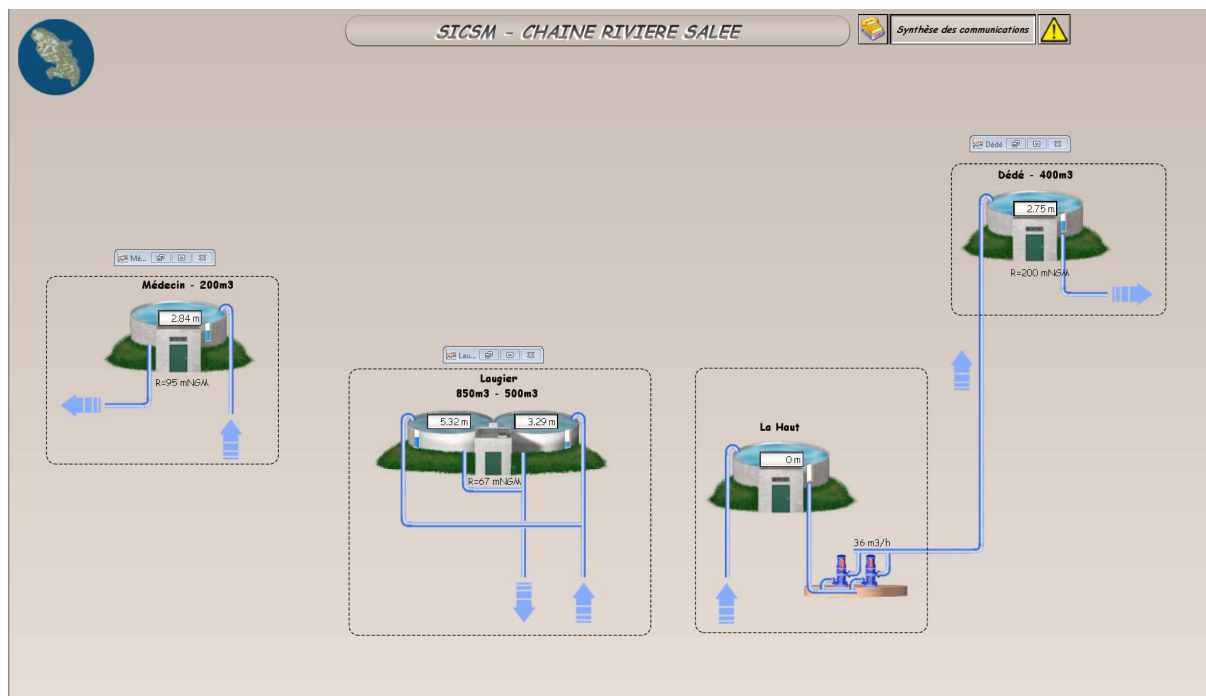 SICSM - CHAINE RIVIERE SALEE
Synthèse des communications
Dédé
Dédé - 400m3
2.75 m
R=200 mNGM
Mé...
Médecin - 200m3
2.84 m
R=95 mNGM
Lau...
Laugier
850m3 - 500m3
5.32 m
3.29 m
R=67 mNGM
La Haut
0 m
36 m3/h